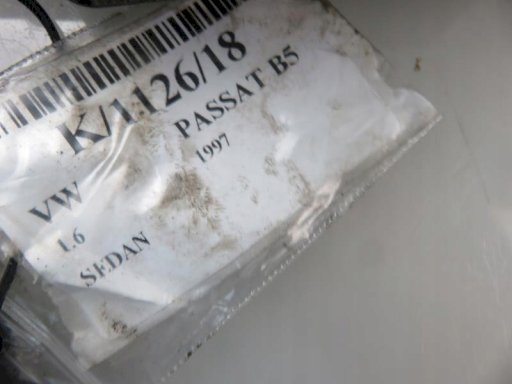 K/1126/18
VW PASSAT B5
1.6 1997
SEDAN